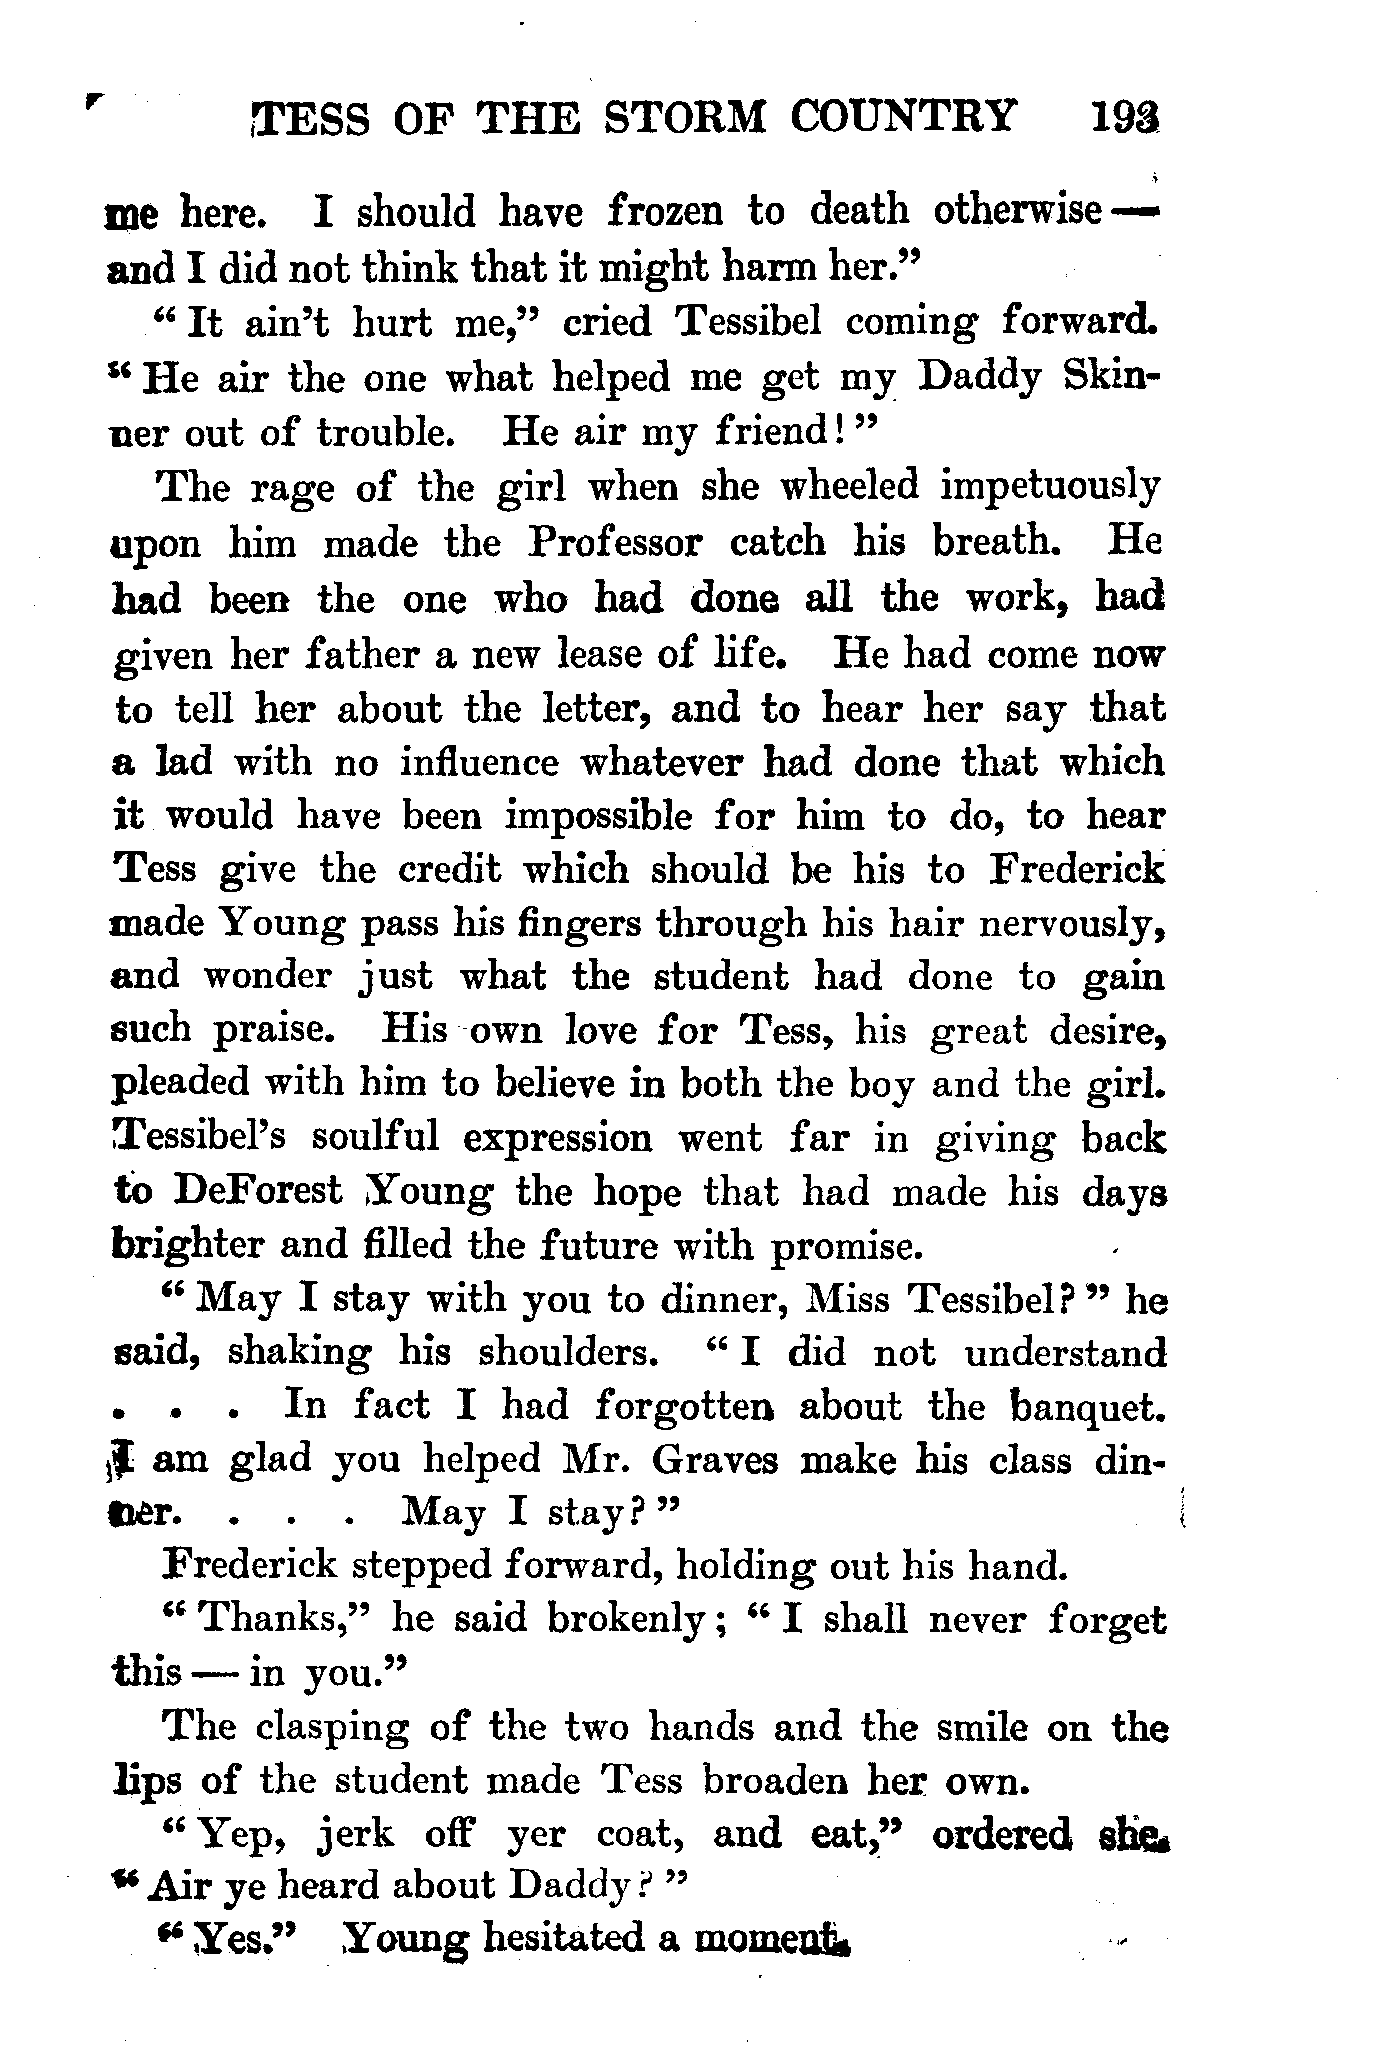 TESS OF THE STORM COUNTRY 193
me here. I should have frozen to death otherwise —
and I did not think that it might harm her.”
“ It ain’t hurt me,” cried Tessibel coming forward.
“ He air the one what helped me get my Daddy Skin-
ner out of trouble. He air my friend! ”
The rage of the girl when she wheeled impetuously
upon him made the Professor catch his breath. He
had been the one who had done all the work, had
given her father a new lease of life. He had come now
to tell her about the letter, and to hear her say that
a lad with no influence whatever had done that which
it would have been impossible for him to do, to hear
Tess give the credit which should be his to Frederick
made Young pass his fingers through his hair nervously,
and wonder just what the student had done to gain
such praise. His own love for Tess, his great desire,
pleaded with him to believe in both the boy and the girl.
Tessibel’s soulful expression went far in giving back
to DeForest Young the hope that had made his days
brighter and filled the future with promise.
“ May I stay with you to dinner, Miss Tessibel? ” he
said, shaking his shoulders. “ I did not understand
. . . In fact I had forgotten about the banquet.
I am glad you helped Mr. Graves make his class din-
ner. . . . May I stay? ”
Frederick stepped forward, holding out his hand.
“ Thanks,” he said brokenly; “ I shall never forget
this — in you.”
The clasping of the two hands and the smile on the
lips of the student made Tess broaden her own.
“ Yep, jerk off yer coat, and eat,” ordered she.
“ Air ye heard about Daddy? ”
“ Yes.” Young hesitated a moment.